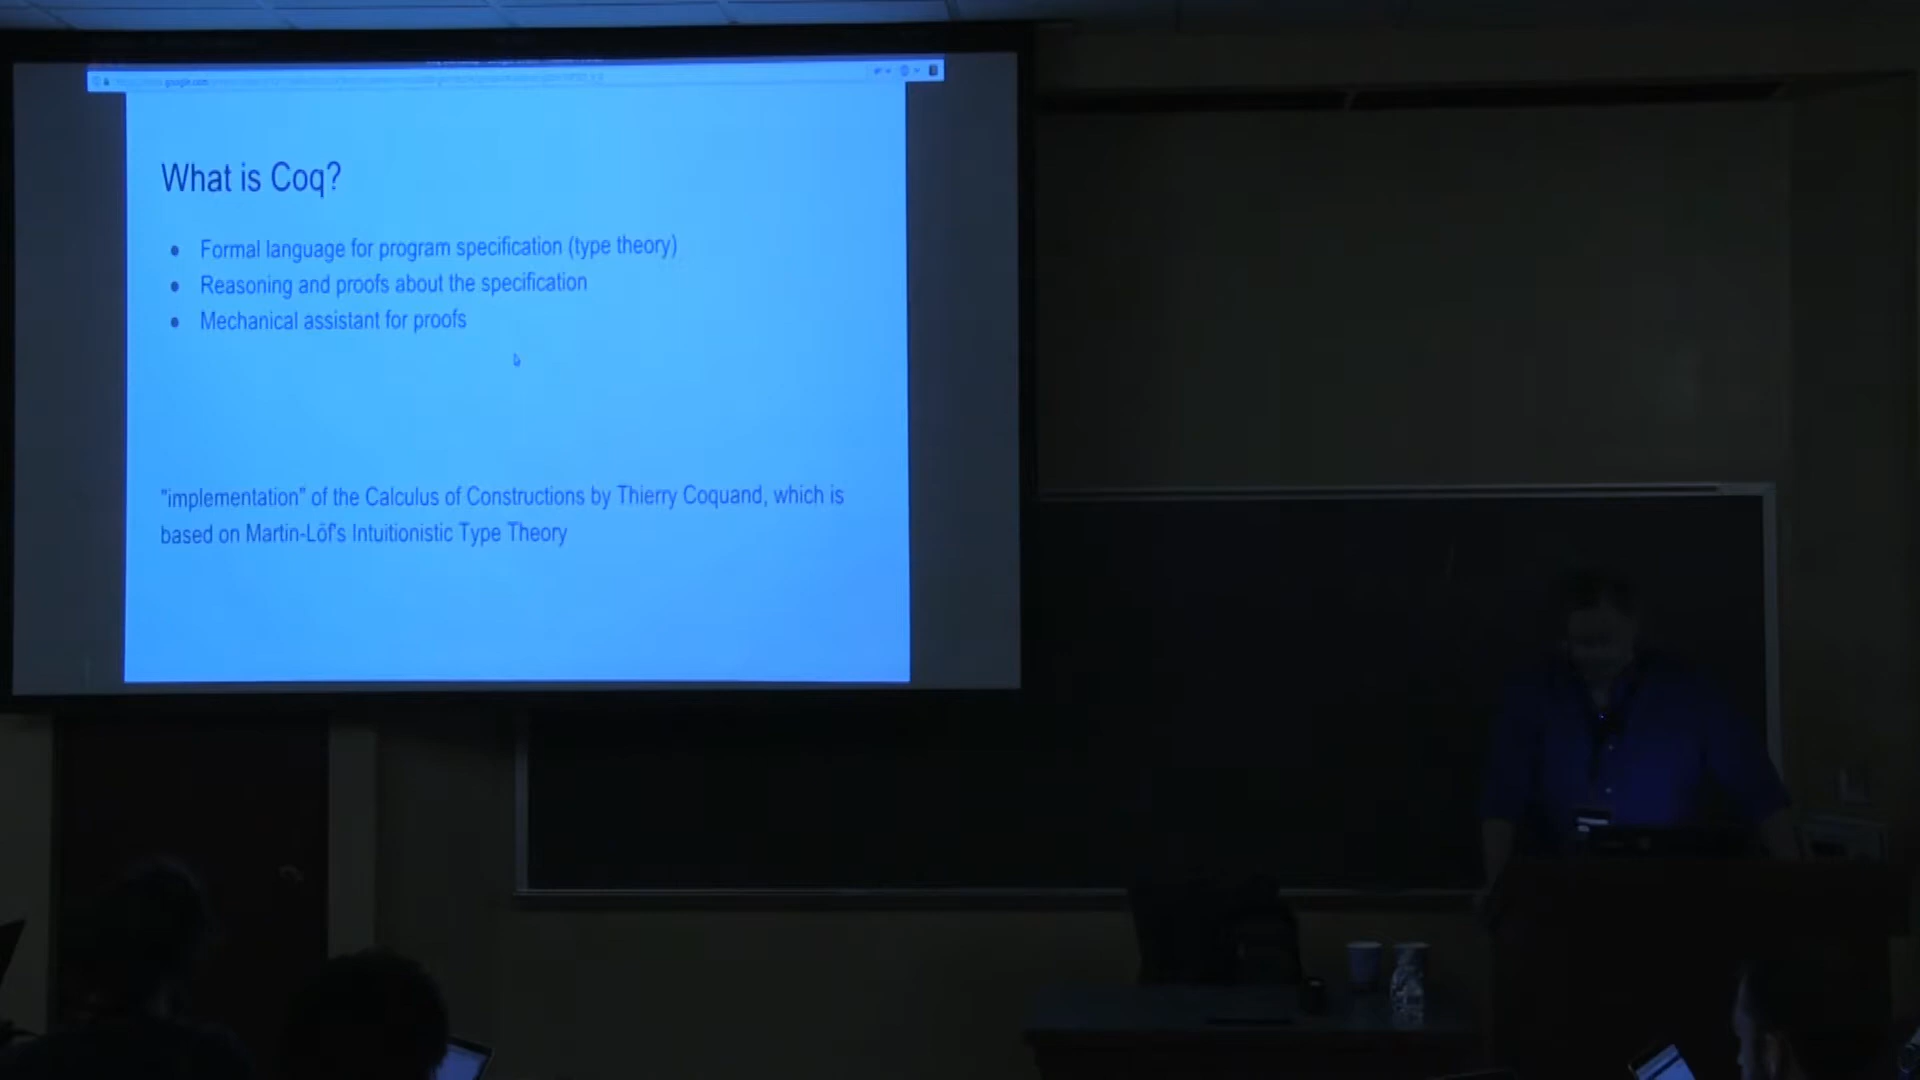 google.com
What is Coq?
● Formal language for program specification (type theory)
● Reasoning and proofs about the specification
● Mechanical assistant for proofs
"implementation" of the Calculus of Constructions by Thierry Coquand, which is
based on Martin-Löf's Intuitionistic Type Theory